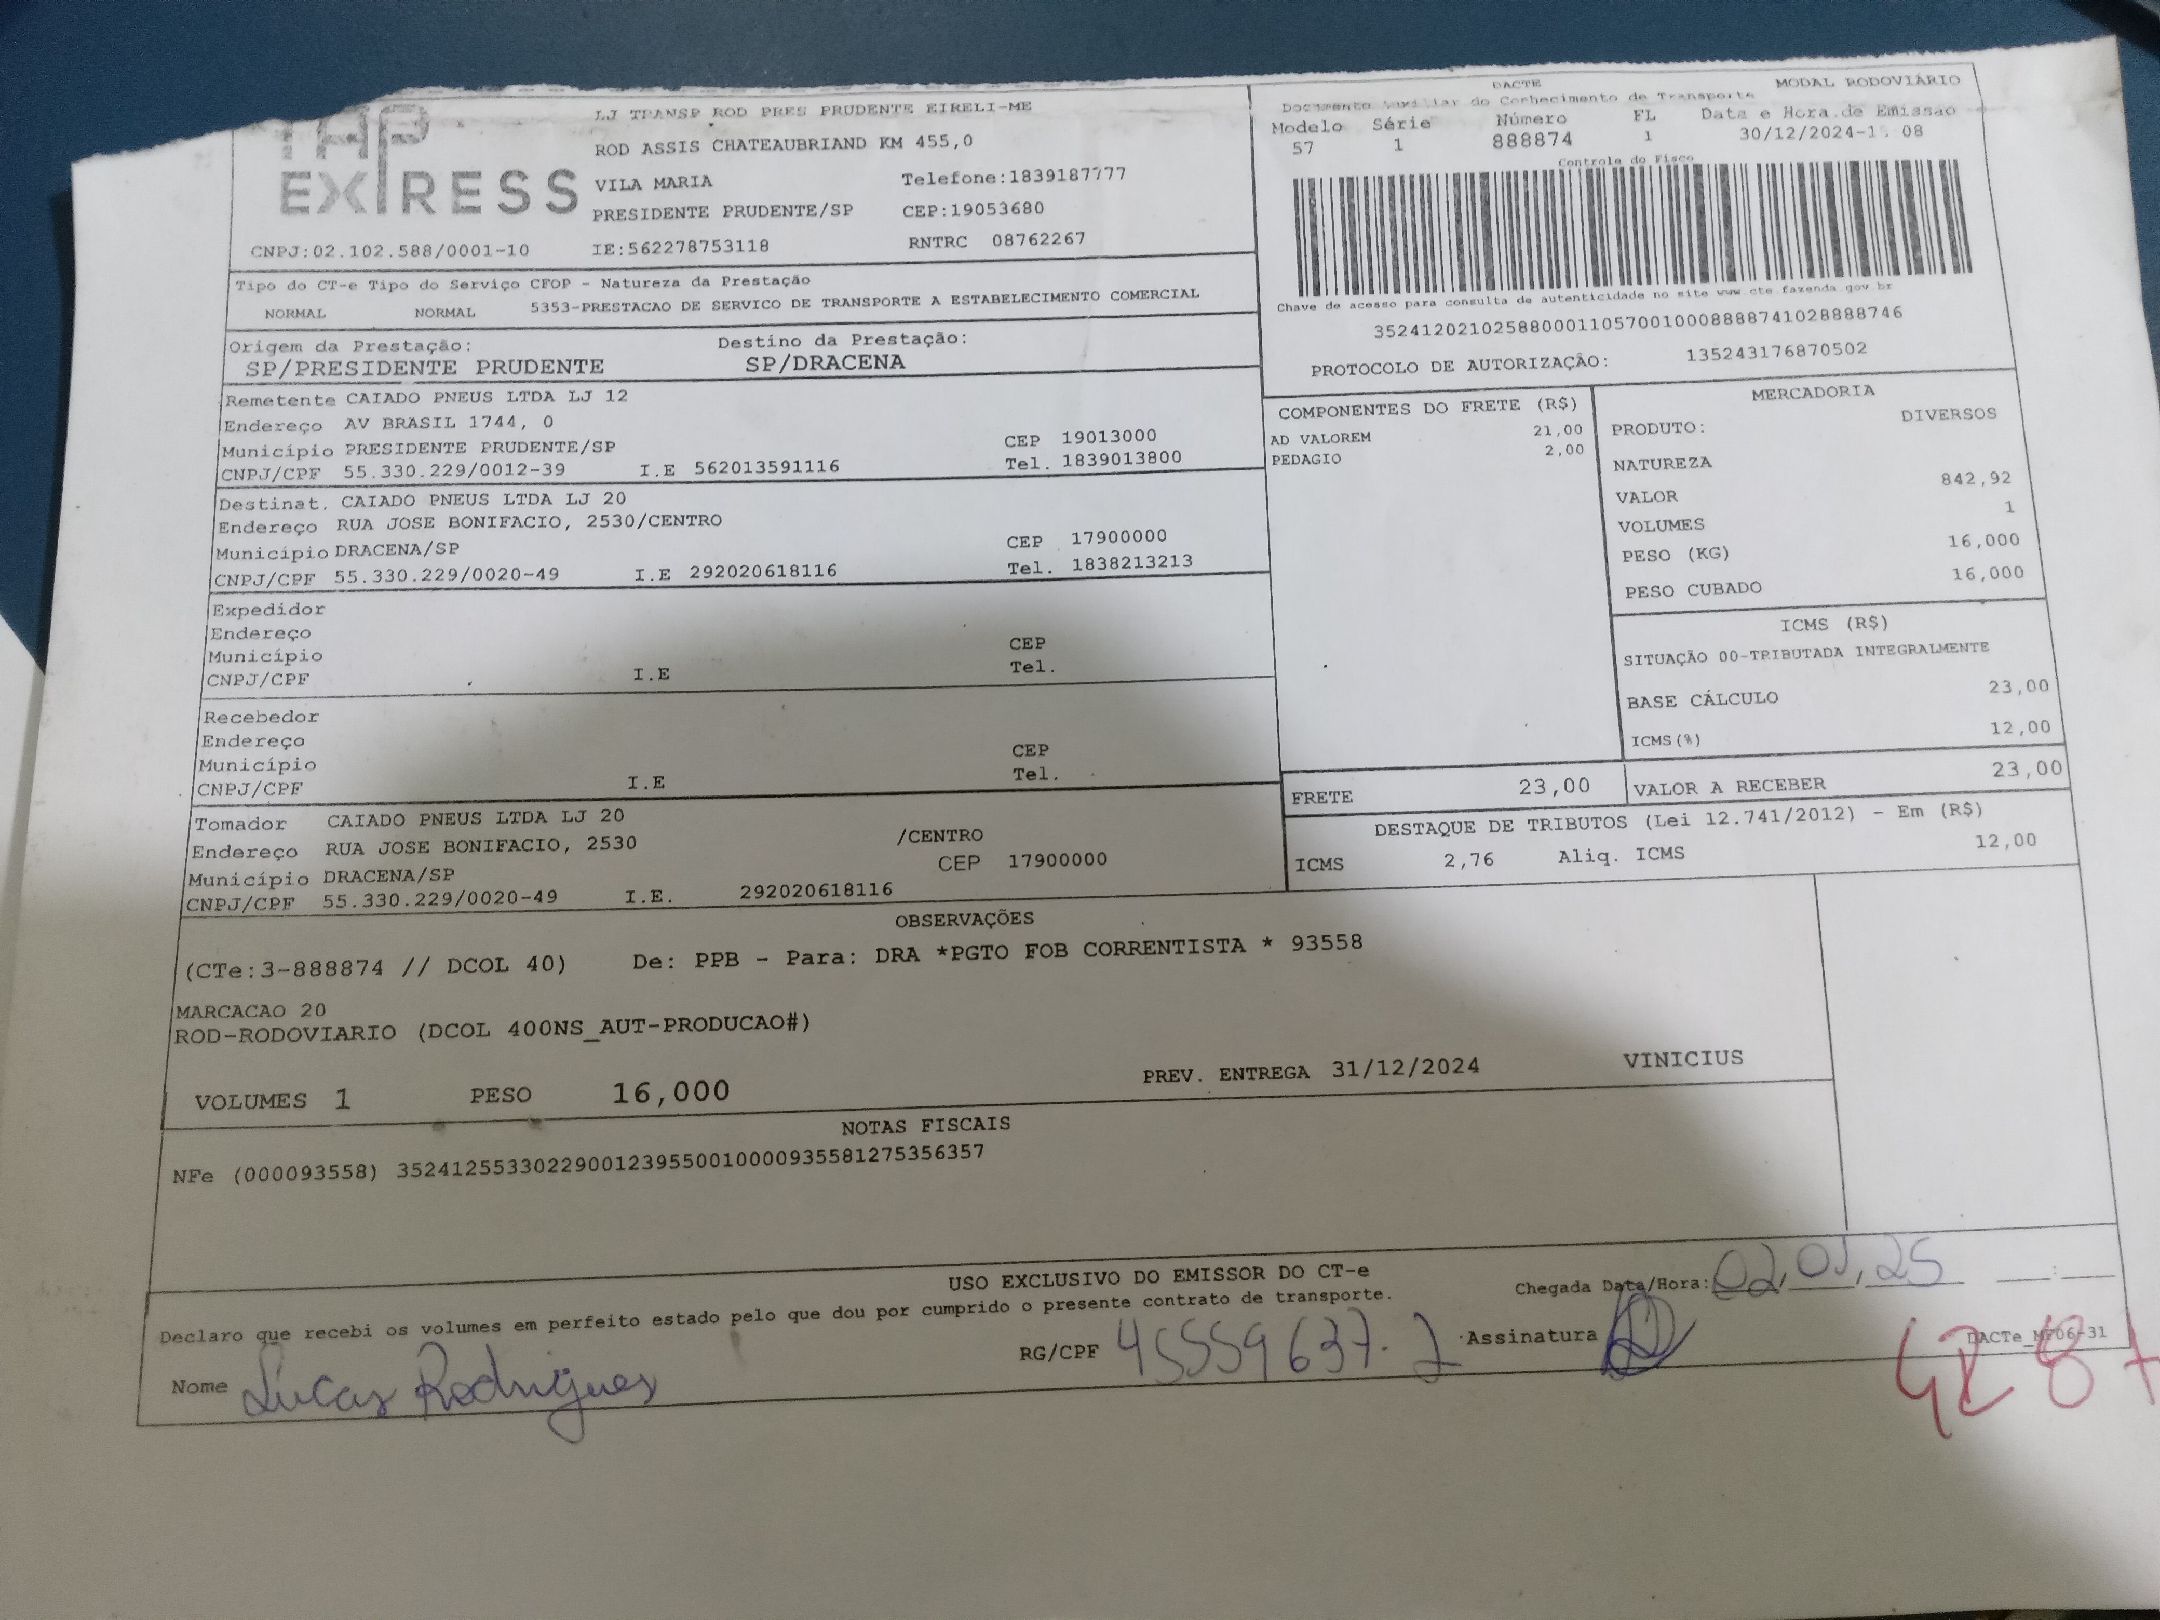 EXPRESS
LJ TRANSP ROD PRES PRUDENTE EIRELI-ME
ROD ASSIS CHATEAUBRIAND KM 455,0
VILA MARIA Telefone:1839187777
PRESIDENTE PRUDENTE/SP CEP:19053680
CNPJ:02.102.588/0001-10 IE:562278753118 RNTRC 08762267
DACTE MODAL RODOVIÁRIO
Documento Auxiliar do Conhecimento de Transporte
Modelo Série Número FL Data e Hora de Emissao
57 1 888874 1 30/12/2024
Controle do Fisco
Chave de acesso para consulta de autenticidade no site www.cte.fazenda.gov.br
35241202102588000110570010008888741028888746
PROTOCOLO DE AUTORIZAÇÃO: 135243176870502
Tipo do CT-e Tipo do Serviço CFOP - Natureza da Prestação
NORMAL NORMAL 5353-PRESTACAO DE SERVICO DE TRANSPORTE A ESTABELECIMENTO COMERCIAL
Origem da Prestação: Destino da Prestação:
SP/PRESIDENTE PRUDENTE SP/DRACENA
Remetente CAIADO PNEUS LTDA LJ 12
Endereço AV BRASIL 1744, 0
Município PRESIDENTE PRUDENTE/SP CEP 19013000
CNPJ/CPF 55.330.229/0012-39 I.E 562013591116 Tel. 1839013800
Destinat. CAIADO PNEUS LTDA LJ 20
Endereço RUA JOSE BONIFACIO, 2530/CENTRO
Município DRACENA/SP CEP 17900000
CNPJ/CPF 55.330.229/0020-49 I.E 292020618116 Tel. 1838213213
Expedidor
Endereço
Município CEP
CNPJ/CPF I.E Tel.
Recebedor
Endereço
Município CEP
CNPJ/CPF I.E Tel.
Tomador CAIADO PNEUS LTDA LJ 20
Endereço RUA JOSE BONIFACIO, 2530 /CENTRO
Município DRACENA/SP CEP 17900000
CNPJ/CPF 55.330.229/0020-49 I.E. 292020618116
COMPONENTES DO FRETE (R$)
AD VALOREM 21,00
PEDAGIO 2,00
MERCADORIA
PRODUTO: DIVERSOS
NATUREZA
VALOR 842,92
VOLUMES 1
PESO (KG) 16,000
PESO CUBADO 16,000
ICMS (R$)
SITUAÇÃO 00-TRIBUTADA INTEGRALMENTE
BASE CÁLCULO 23,00
ICMS(%) 12,00
FRETE 23,00 VALOR A RECEBER 23,00
DESTAQUE DE TRIBUTOS (Lei 12.741/2012) - Em (R$)
ICMS 2,76 Aliq. ICMS 12,00
OBSERVAÇÕES
(CTe:3-888874 // DCOL 40) De: PPB - Para: DRA *PGTO FOB CORRENTISTA * 93558
MARCACAO 20
ROD-RODOVIARIO (DCOL 400NS_AUT-PRODUCAO#)
VOLUMES 1 PESO 16,000 PREV. ENTREGA 31/12/2024 VINICIUS
NOTAS FISCAIS
NFe (000093558) 35241255330229001239550010000935581275356357
USO EXCLUSIVO DO EMISSOR DO CT-e
Declaro que recebi os volumes em perfeito estado pelo que dou por cumprido o presente contrato de transporte.
Chegada Data/Hora: 02/01/25
Nome Lucas Rodrigues RG/CPF 45559637-2 Assinatura
DACTe_MF06-31